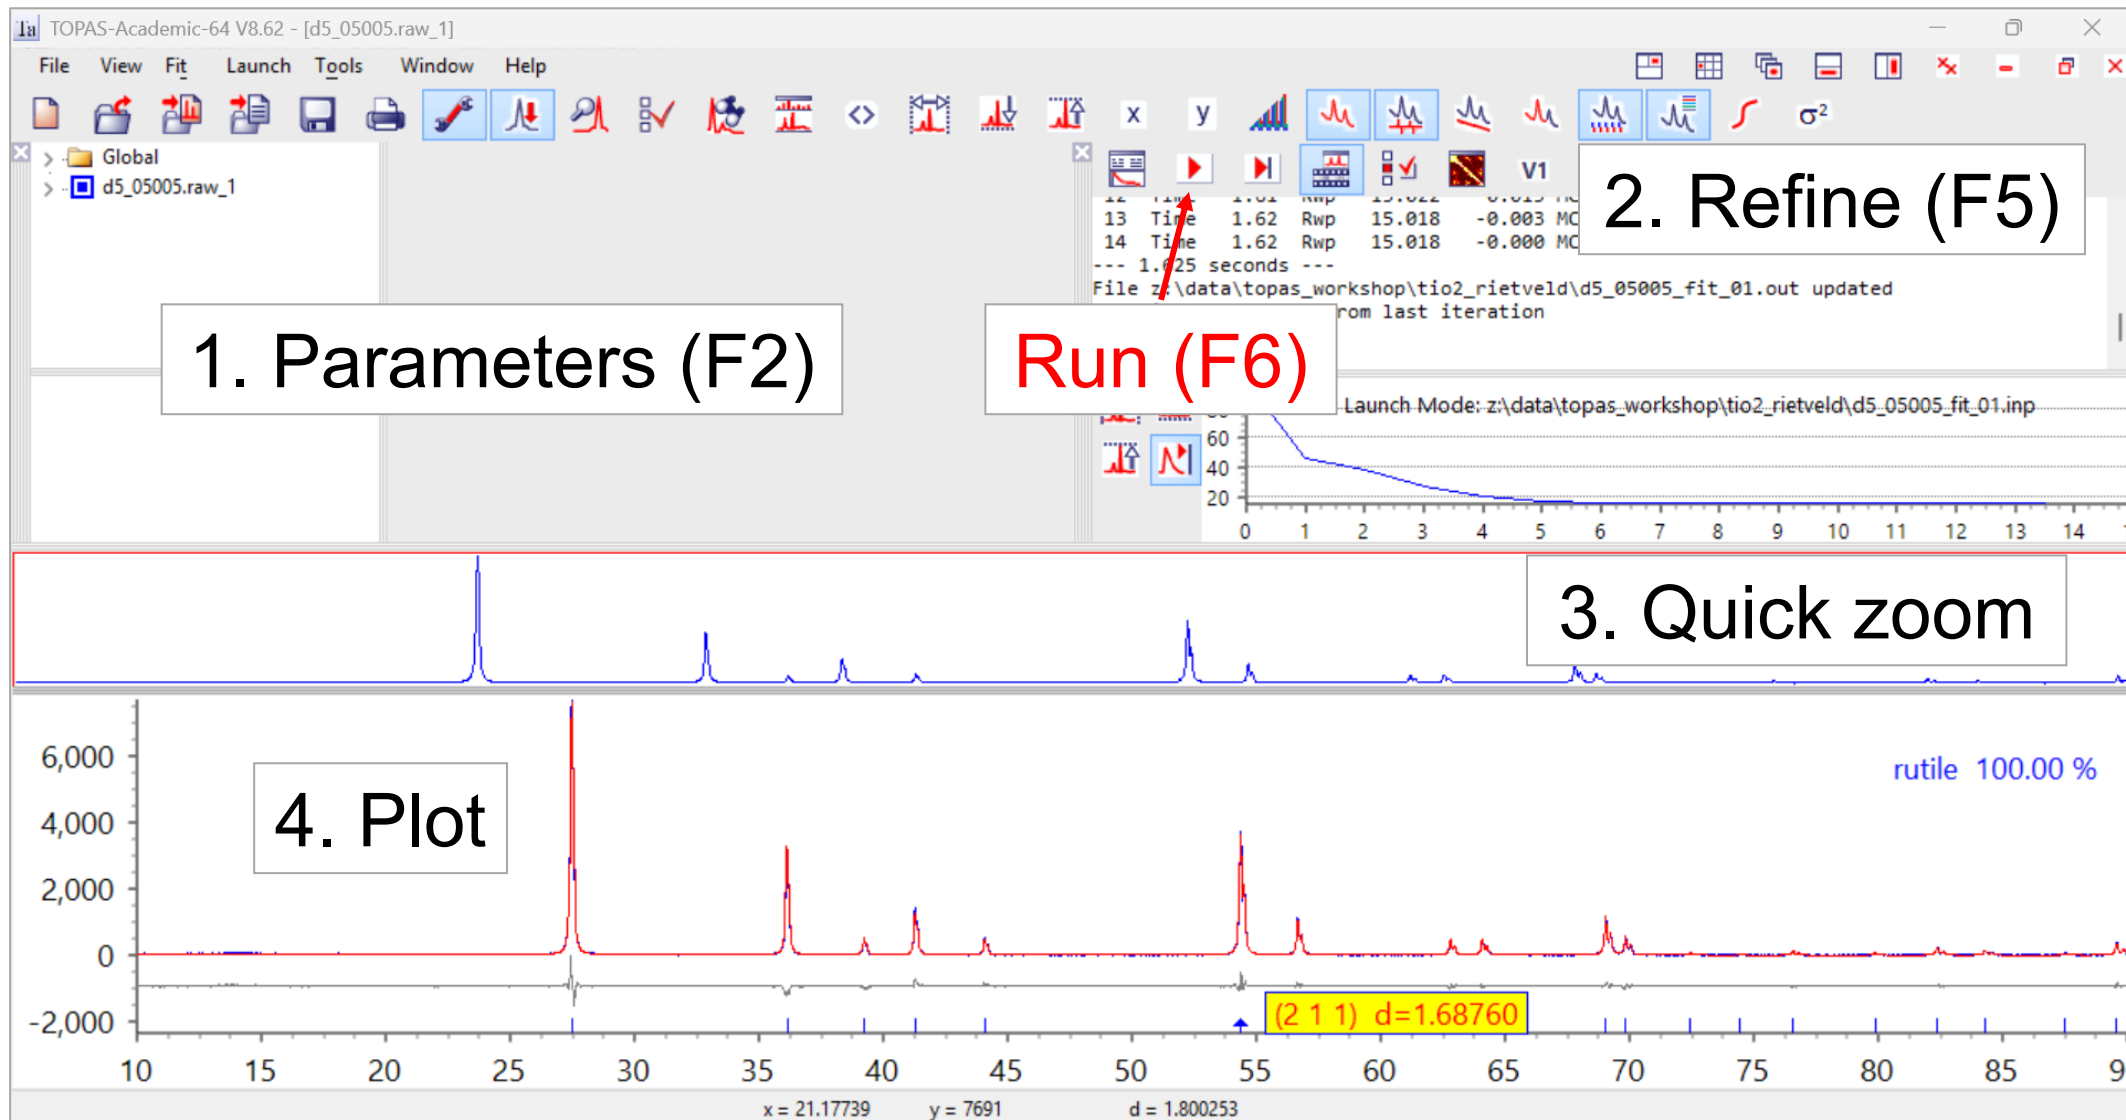 TOPAS-Academic-64 V8.62 - [d5_05005.raw_1]
File View Fit Launch Tools Window Help
x y σ²
Global
d5_05005.raw_1
V1
13 Time 1.62 Rwp 15.018 -0.003 MC
14 Time 1.62 Rwp 15.018 -0.000 MC
--- 1.625 seconds ---
File z:\data\topas_workshop\tio2_rietveld\d5_05005_fit_01.out updated
from last iteration
2. Refine (F5)
1. Parameters (F2)
Run (F6)
Launch Mode: z:\data\topas_workshop\tio2_rietveld\d5_05005_fit_01.inp
60
40
20
0 1 2 3 4 5 6 7 8 9 10 11 12 13 14
3. Quick zoom
6,000
4,000
2,000
0
-2,000
rutile 100.00 %
4. Plot
(2 1 1) d=1.68760
10 15 20 25 30 35 40 45 50 55 60 65 70 75 80 85
x = 21.17739 y = 7691 d = 1.800253